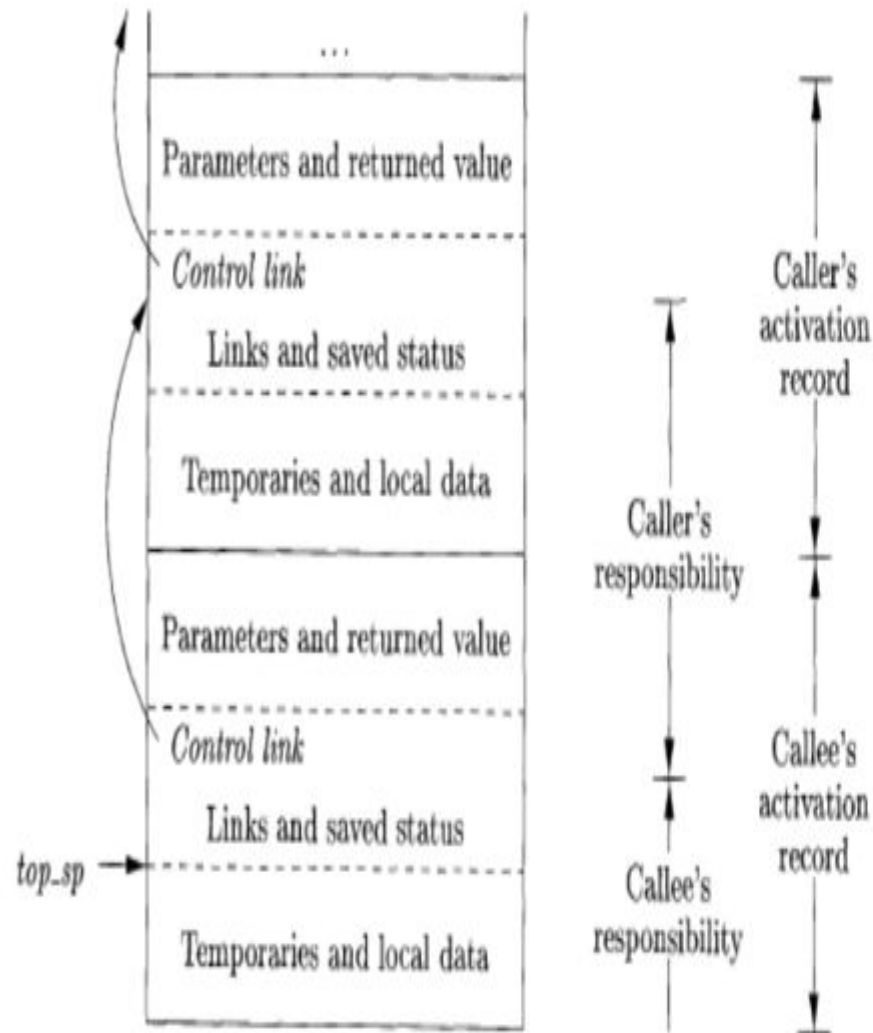 ...
Parameters and returned value
Control link
Links and saved status
Temporaries and local data
Parameters and returned value
Control link
Links and saved status
top_sp
Temporaries and local data
Caller's
responsibility
Callee's
responsibility
Caller's
activation
record
Callee's
activation
record